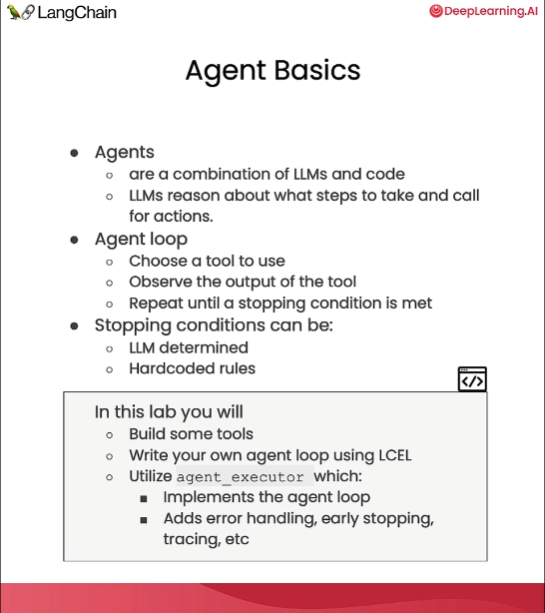 LangChain
DeepLearning.AI
Agent Basics
● Agents
○ are a combination of LLMs and code
○ LLMs reason about what steps to take and call
for actions.
● Agent loop
○ Choose a tool to use
○ Observe the output of the tool
○ Repeat until a stopping condition is met
● Stopping conditions can be:
○ LLM determined
○ Hardcoded rules
</>
In this lab you will
○ Build some tools
○ Write your own agent loop using LCEL
○ Utilize agent_executor which:
■ Implements the agent loop
■ Adds error handling, early stopping,
tracing, etc